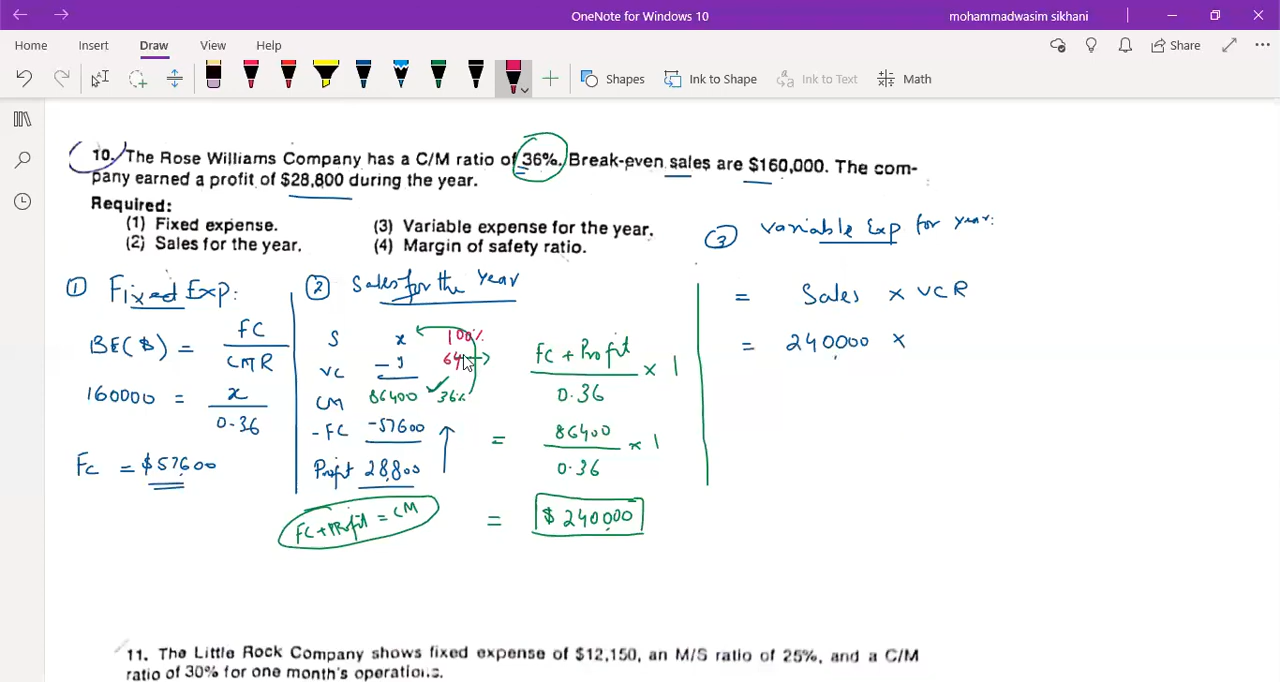 OneNote for Windows 10
mohammadwasim sikhani
Home Insert Draw View Help
Share
Shapes Ink to Shape Ink to Text Math
10. The Rose Williams Company has a C/M ratio of 36%. Break-even sales are $160,000. The com-
pany earned a profit of $28,800 during the year.
Required:
(1) Fixed expense. (3) Variable expense for the year.
(2) Sales for the year. (4) Margin of safety ratio.
① Fixed Exp:
BE($) = FC
CMR
160000 = x
0.36
FC = $57600
② Sales for the Year
S x 100%
VC - y 64%
CM 86400 36%
-FC -57600
Profit 28,800
FC + Profit = CM
FC + Profit
0.36 × 1
= 86400
0.36 × 1
= $ 240,000
③ Variable Exp for year:
= Sales × VCR
= 240,000 ×
11. The Little Rock Company shows fixed expense of $12,150, an M/S ratio of 25%, and a C/M
ratio of 30% for one month's operations.